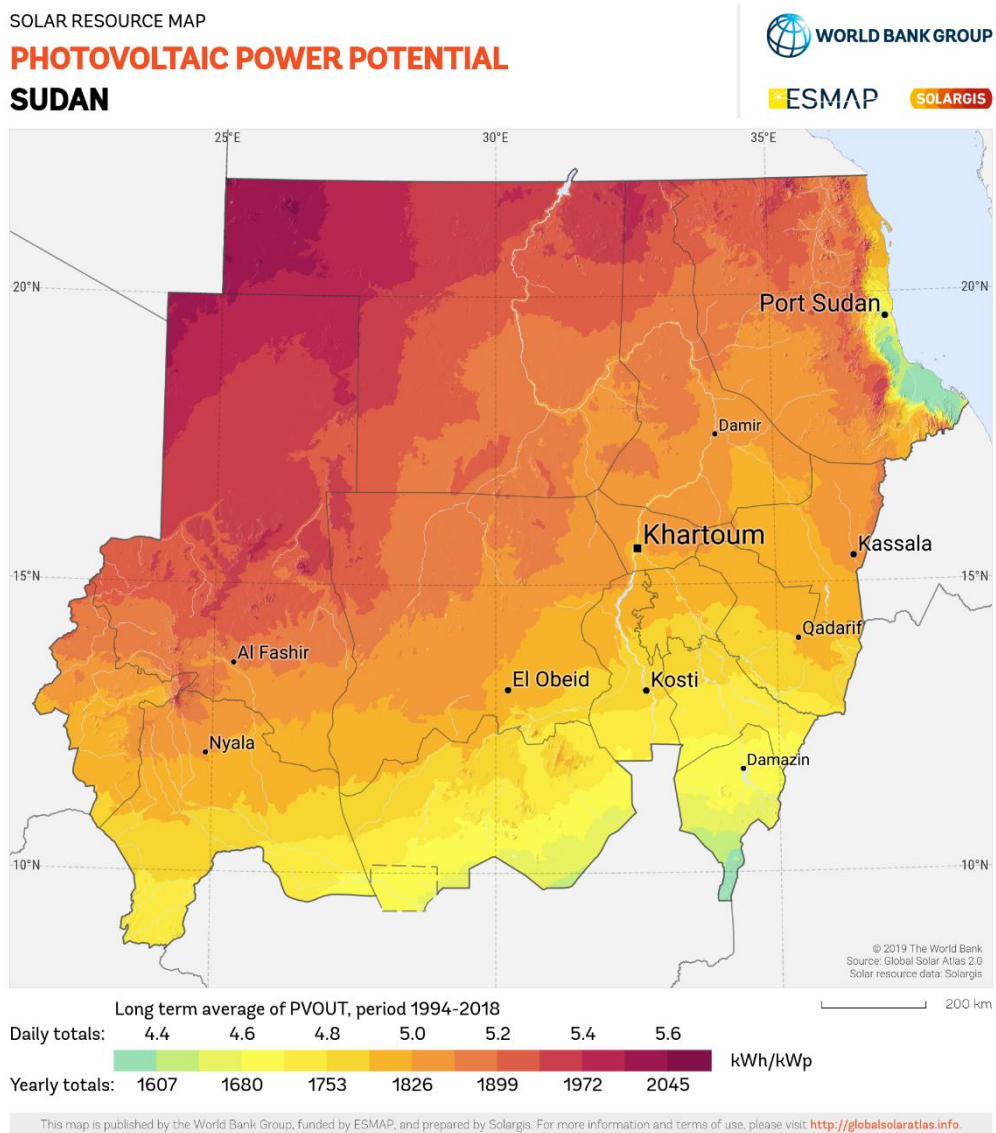 SOLAR RESOURCE MAP
PHOTOVOLTAIC POWER POTENTIAL
SUDAN
WORLD BANK GROUP
ESMAP
SOLARGIS
25°E 30°E 35°E
20°N 20°N
Port Sudan
Damir
Khartoum
Kassala
15°N 15°N
Qadarif
Al Fashir
El Obeid
Kosti
Nyala
Damazin
10°N 10°N
© 2019 The World Bank
Source: Global Solar Atlas 2.0
Solar resource data: Solargis
Long term average of PVOUT, period 1994-2018
200 km
Daily totals: 4.4 4.6 4.8 5.0 5.2 5.4 5.6
kWh/kWp
Yearly totals: 1607 1680 1753 1826 1899 1972 2045
This map is published by the World Bank Group, funded by ESMAP, and prepared by Solargis. For more information and terms of use, please visit http://globalsolaratlas.info.